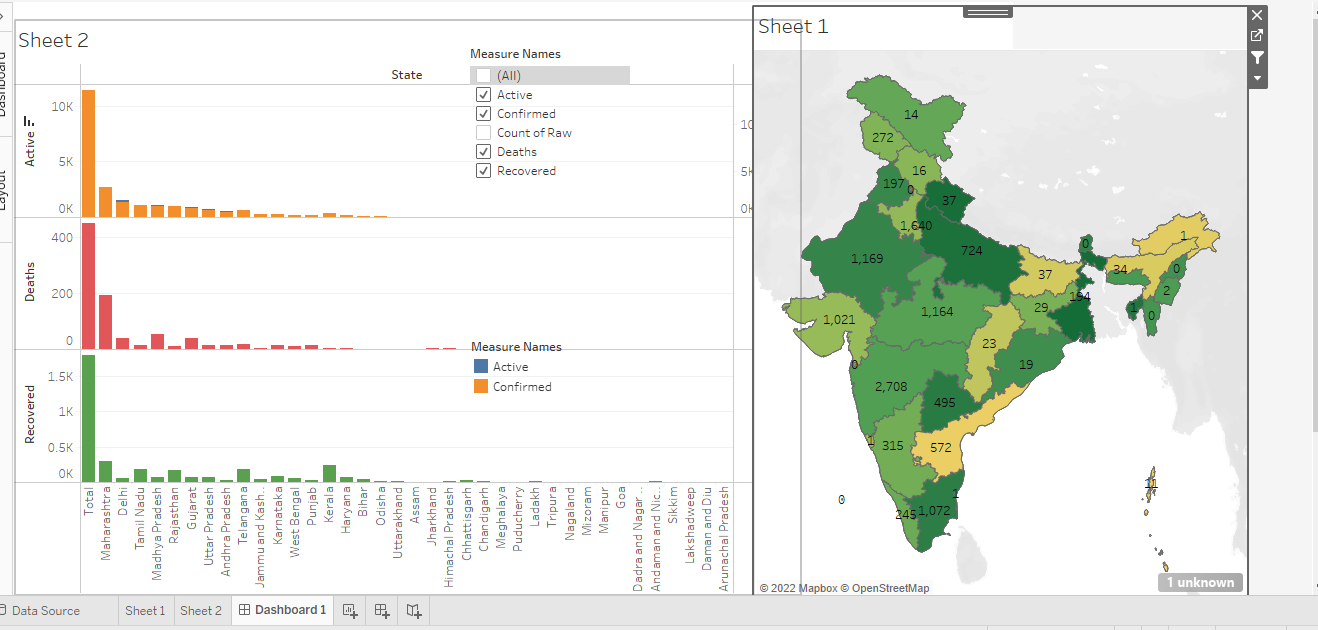 Dashboard
Layout
Sheet 2
State
Measure Names
(All)
Active
Confirmed
Count of Raw
Deaths
Recovered
Active
10K
5K
0K
Deaths
400
200
0
Recovered
1.5K
1K
0.5K
0K
Measure Names
Active
Confirmed
Total
Maharashtra
Delhi
Tamil Nadu
Madhya Pradesh
Rajasthan
Gujarat
Uttar Pradesh
Andhra Pradesh
Telangana
Jammu and Kash..
Karnataka
West Bengal
Punjab
Kerala
Haryana
Bihar
Odisha
Uttarakhand
Assam
Jharkhand
Himachal Pradesh
Chhattisgarh
Chandigarh
Meghalaya
Puducherry
Ladakh
Tripura
Nagaland
Mizoram
Manipur
Goa
Dadra and Nagar ..
Andaman and Nic..
Sikkim
Lakshadweep
Daman and Diu
Arunachal Pradesh
10
5K
0K
Sheet 1
14
272
16
197
0
37
1,640
724
1,169
0
1
37
34
0
194
2
29
1
0
1,021
1,164
23
19
0
2,708
495
1
315
572
0
245
1,072
1
11
© 2022 Mapbox © OpenStreetMap
1 unknown
Data Source
Sheet 1
Sheet 2
Dashboard 1